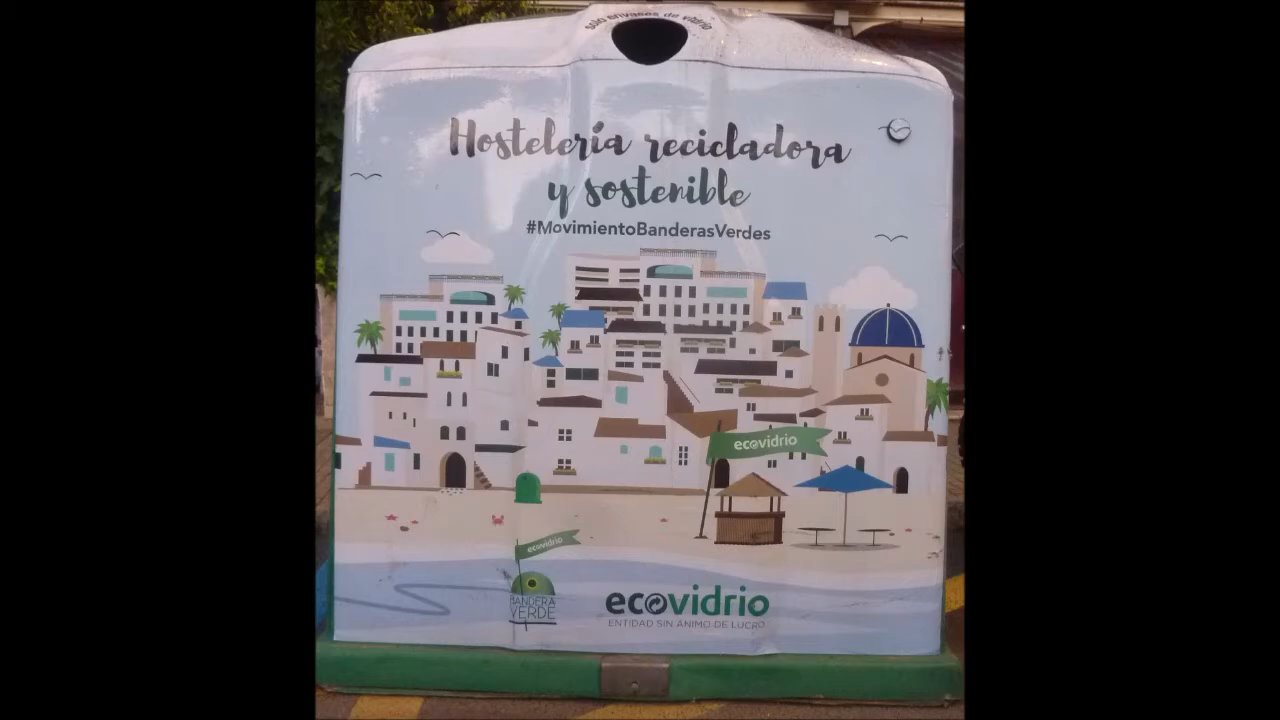 solo envases de vidrio
Hostelería recicladora
y sostenible
#MovimientoBanderasVerdes
ecovidrio
ecovidrio
BANDERA
VERDE
ecovidrio
ENTIDAD SIN ÁNIMO DE LUCRO